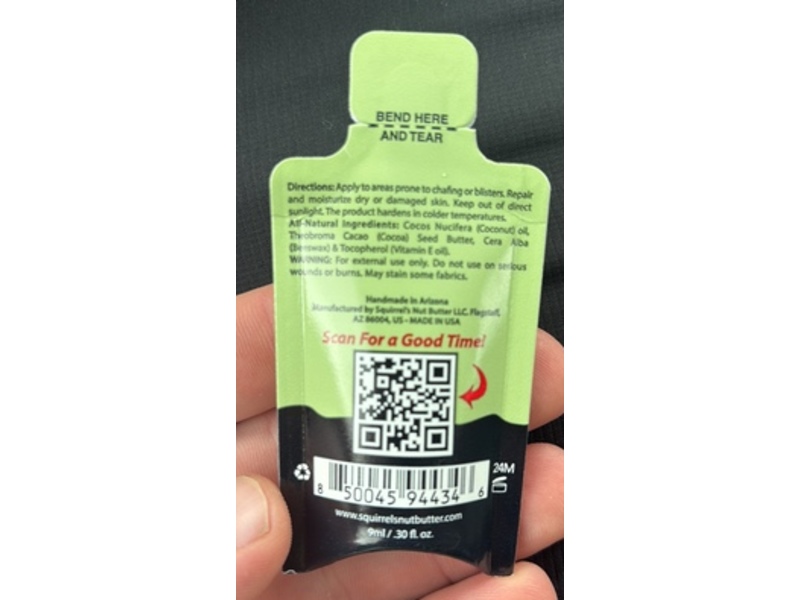 BEND HERE
AND TEAR
Directions: Apply to areas prone to chafing or blisters. Repair
and moisturize dry or damaged skin. Keep out of direct
sunlight. The product hardens in colder temperatures.
All-Natural Ingredients: Cocos Nucifera (Coconut) oil,
Theobroma Cacao (Cocoa) Seed Butter, Cera Alba
(Beeswax) & Tocopherol (Vitamin E oil).
WARNING: For external use only. Do not use on serious
wounds or burns. May stain some fabrics.
Handmade in Arizona
Manufactured by Squirrel's Nut Butter LLC. Flagstaff,
AZ 86004, US - MADE IN USA
Scan For a Good Time!
24M
8 50045 94434 6
www.squirrelsnutbutter.com
9ml / .30 fl. oz.